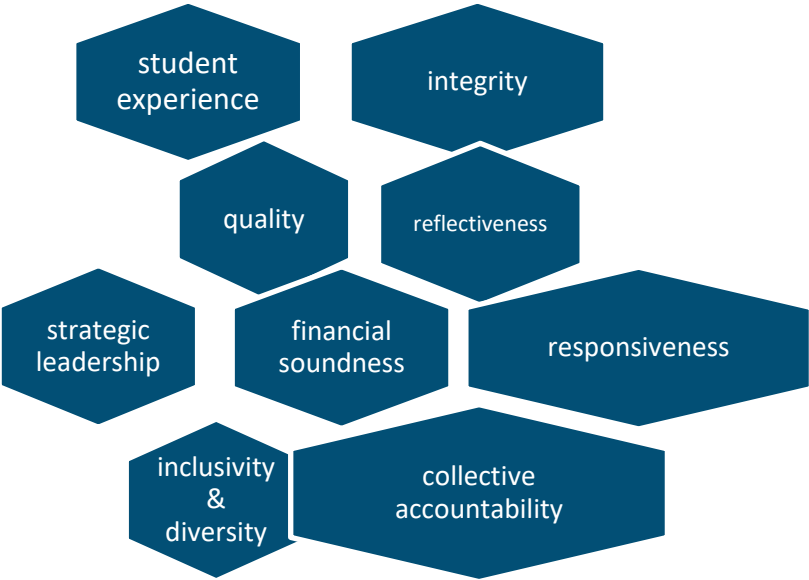 student
experience
integrity
quality
reflectiveness
strategic
leadership
financial
soundness
responsiveness
inclusivity
&
diversity
collective
accountability